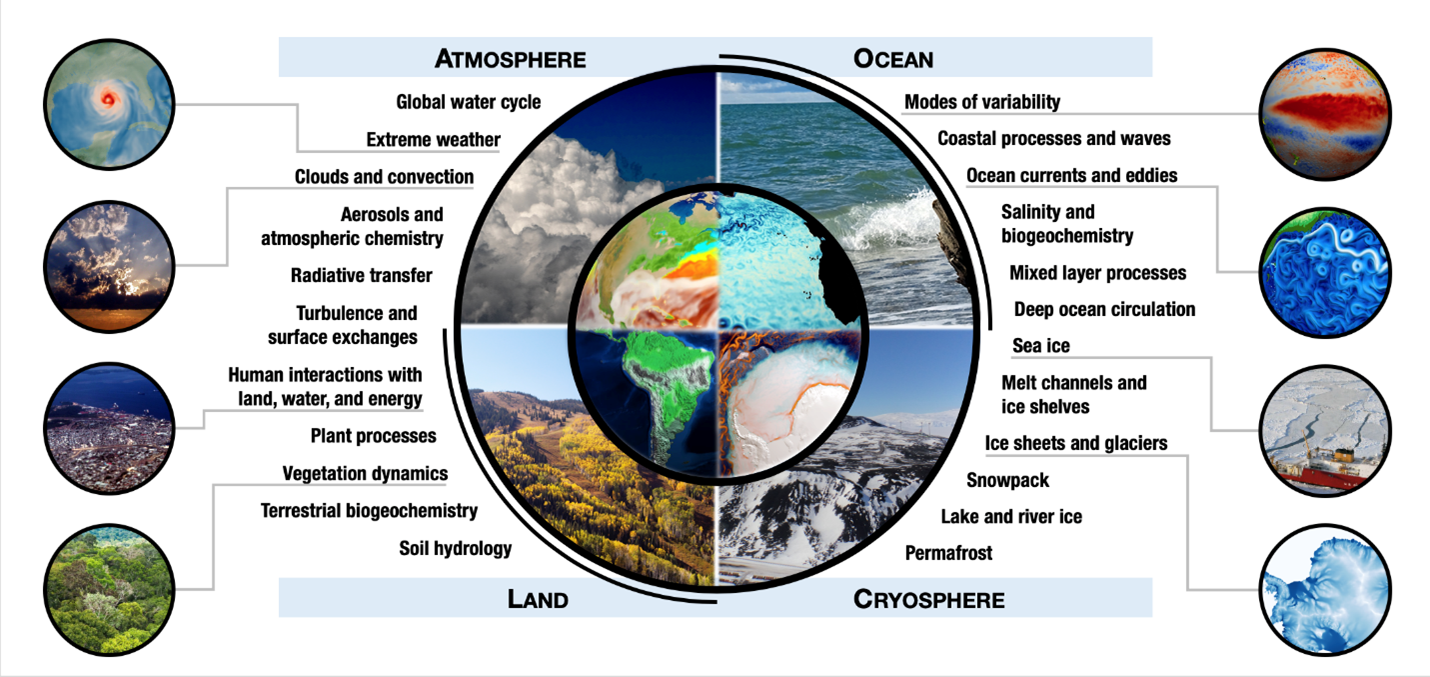 ATMOSPHERE
Global water cycle
Extreme weather
Clouds and convection
Aerosols and
atmospheric chemistry
Radiative transfer
Turbulence and
surface exchanges
Human interactions with
land, water, and energy
Plant processes
Vegetation dynamics
Terrestrial biogeochemistry
Soil hydrology
LAND
OCEAN
Modes of variability
Coastal processes and waves
Ocean currents and eddies
Salinity and
biogeochemistry
Mixed layer processes
Deep ocean circulation
Sea ice
Melt channels and
ice shelves
Ice sheets and glaciers
Snowpack
Lake and river ice
Permafrost
CRYOSPHERE